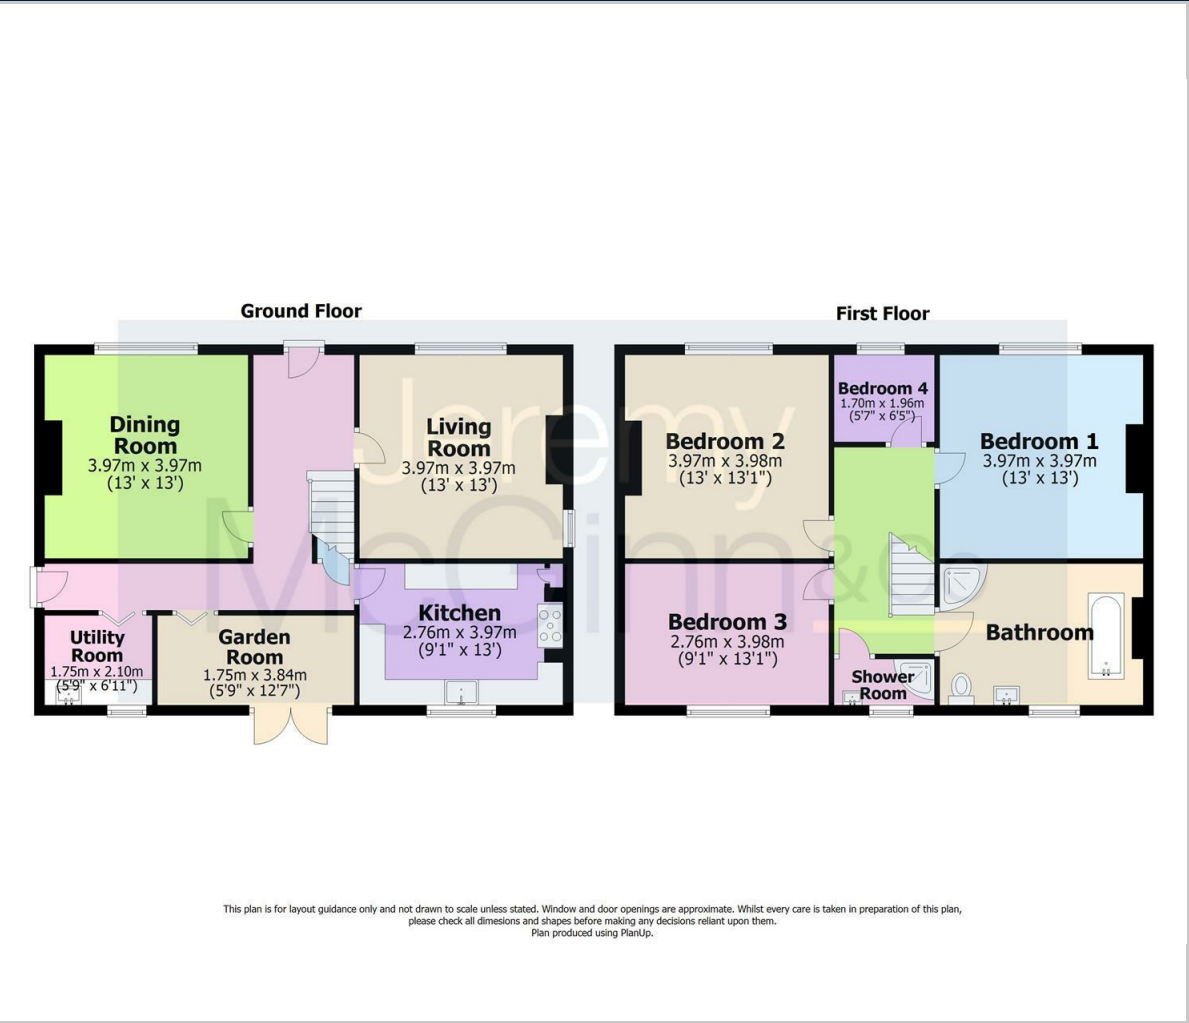 Ground Floor
First Floor
Dining
Room
3.97m x 3.97m
(13' x 13')
Living
Room
3.97m x 3.97m
(13' x 13')
Kitchen
2.76m x 3.97m
(9'1" x 13')
Utility
Room
1.75m x 2.10m
(5'9" x 6'11")
Garden
Room
1.75m x 3.84m
(5'9" x 12'7")
Bedroom 2
3.97m x 3.98m
(13' x 13'1")
Bedroom 4
1.70m x 1.96m
(5'7" x 6'5")
Bedroom 1
3.97m x 3.97m
(13' x 13')
Bedroom 3
2.76m x 3.98m
(9'1" x 13'1")
Shower
Room
Bathroom
Jeremy
McGinn & Co
This plan is for layout guidance only and not drawn to scale unless stated. Window and door openings are approximate. Whilst every care is taken in preparation of this plan,
please check all dimesions and shapes before making any decisions reliant upon them.
Plan produced using PlanUp.